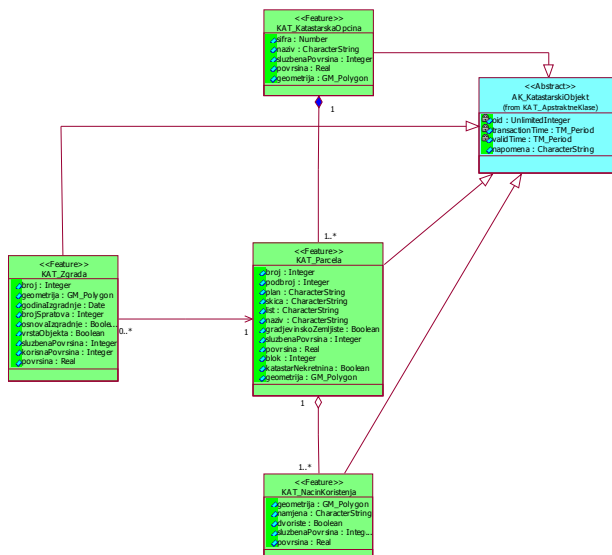 <<Feature>>
KAT_KatastarskaOpcina
sifra : Number
naziv : CharacterString
sluzbenaPovrsina : Integer
povrsina : Real
geometrija : GM_Polygon
1
<<Abstract>>
AK_KatastarskiObjekt
(from KAT_ApstraktneKlase)
oid : UnlimitedInteger
transactionTime : TM_Period
validTime : TM_Period
napomena : CharacterString
1..*
<<Feature>>
KAT_Parcela
broj : Integer
podbroj : Integer
plan : CharacterString
skica : CharacterString
list : CharacterString
naziv : CharacterString
gradjevinskoZemljiste : Boolean
sluzbenaPovrsina : Integer
povrsina : Real
blok : Integer
katastarNekretnina : Boolean
geometrija : GM_Polygon
<<Feature>>
KAT_Zgrada
broj : Integer
geometrija : GM_Polygon
godinaIzgradnje : Date
brojSpratova : Integer
osnovaIzgradnje : Boole...
vrstaObjekta : Boolean
sluzbenaPovrsina : Integer
korisnaPovrsina : Integer
povrsina : Real
0..*
1
1
1..*
<<Feature>>
KAT_NacinKoristenja
geometrija : GM_Polygon
namjena : CharacterString
dvoriste : Boolean
sluzbenaPovrsina : Integ...
povrsina : Real